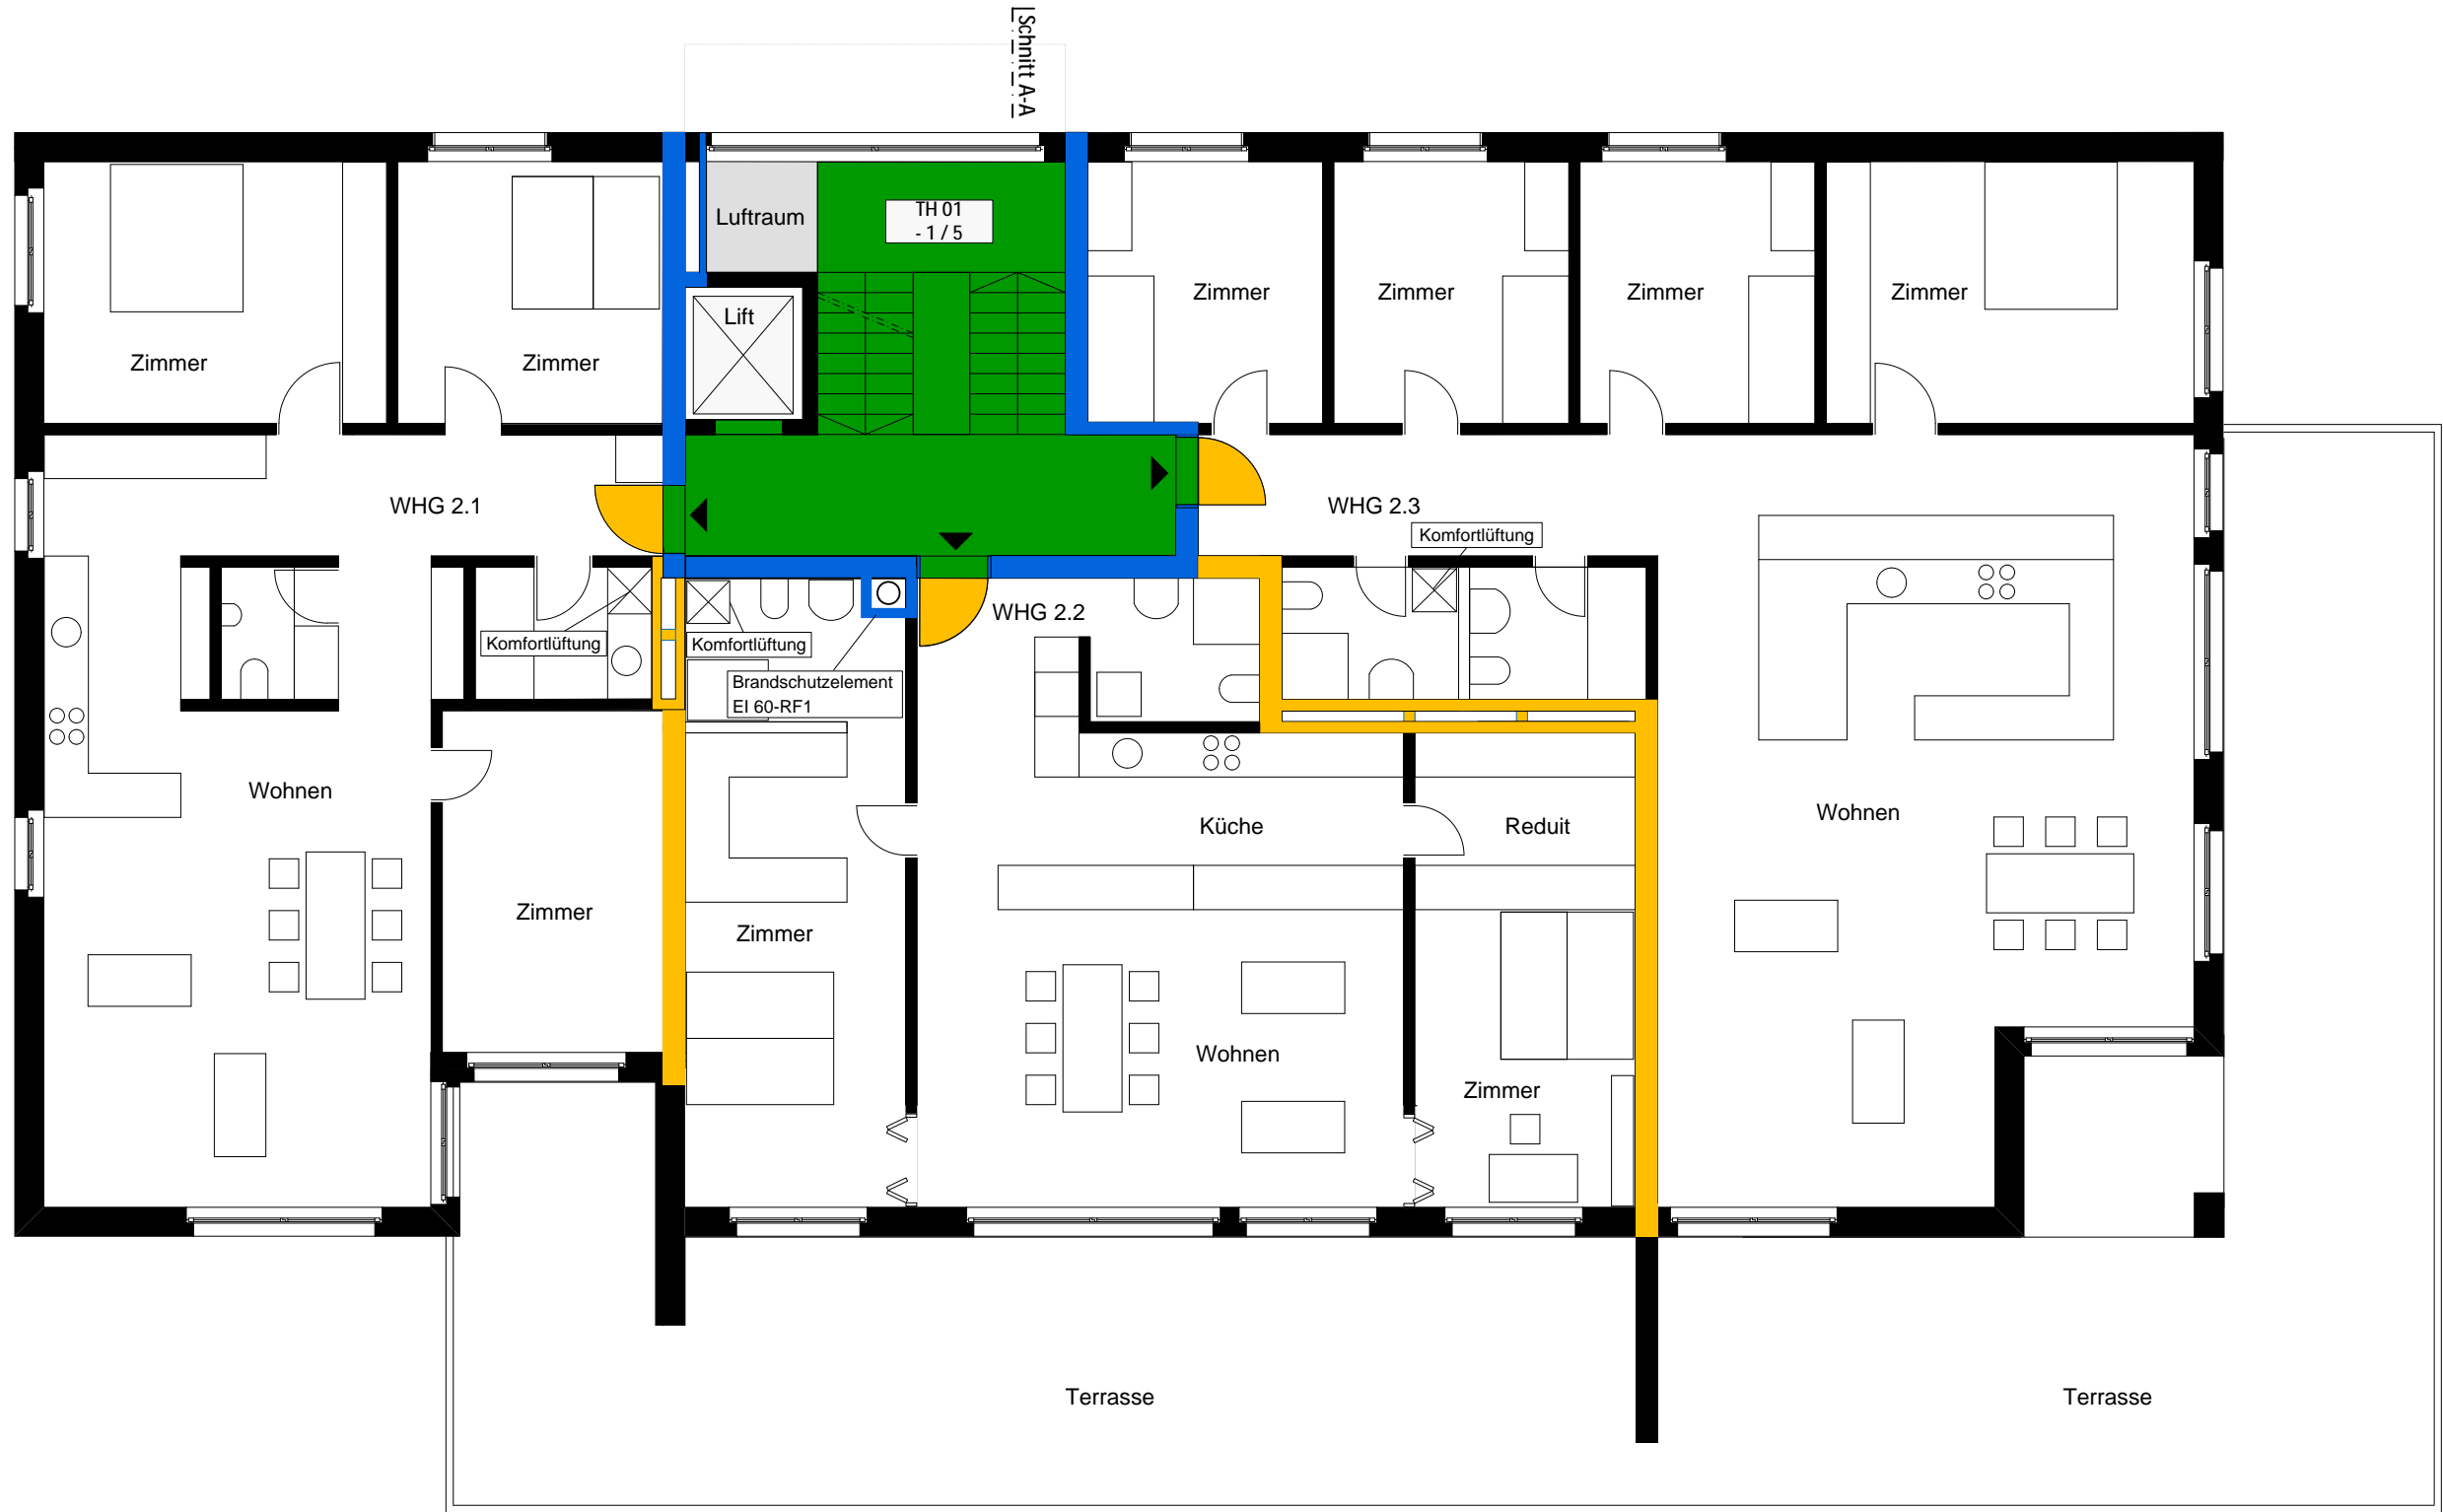 Schnitt A-A
Luftraum
TH 01
- 1 / 5
Lift
Zimmer
Zimmer
Zimmer
Zimmer
Zimmer
Zimmer
WHG 2.1
WHG 2.3
Komfortlüftung
WHG 2.2
Komfortlüftung
Komfortlüftung
Brandschutzelement
EI 60-RF1
Wohnen
Küche
Reduit
Wohnen
Zimmer
Zimmer
Wohnen
Zimmer
Terrasse
Terrasse